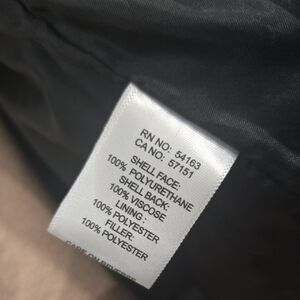 RN NO: 54163
CA NO: 57151
SHELL FACE:
100% POLYURETHANE
SHELL BACK:
100% VISCOSE
LINING :
100% POLYESTER
FILLER:
100% POLYESTER